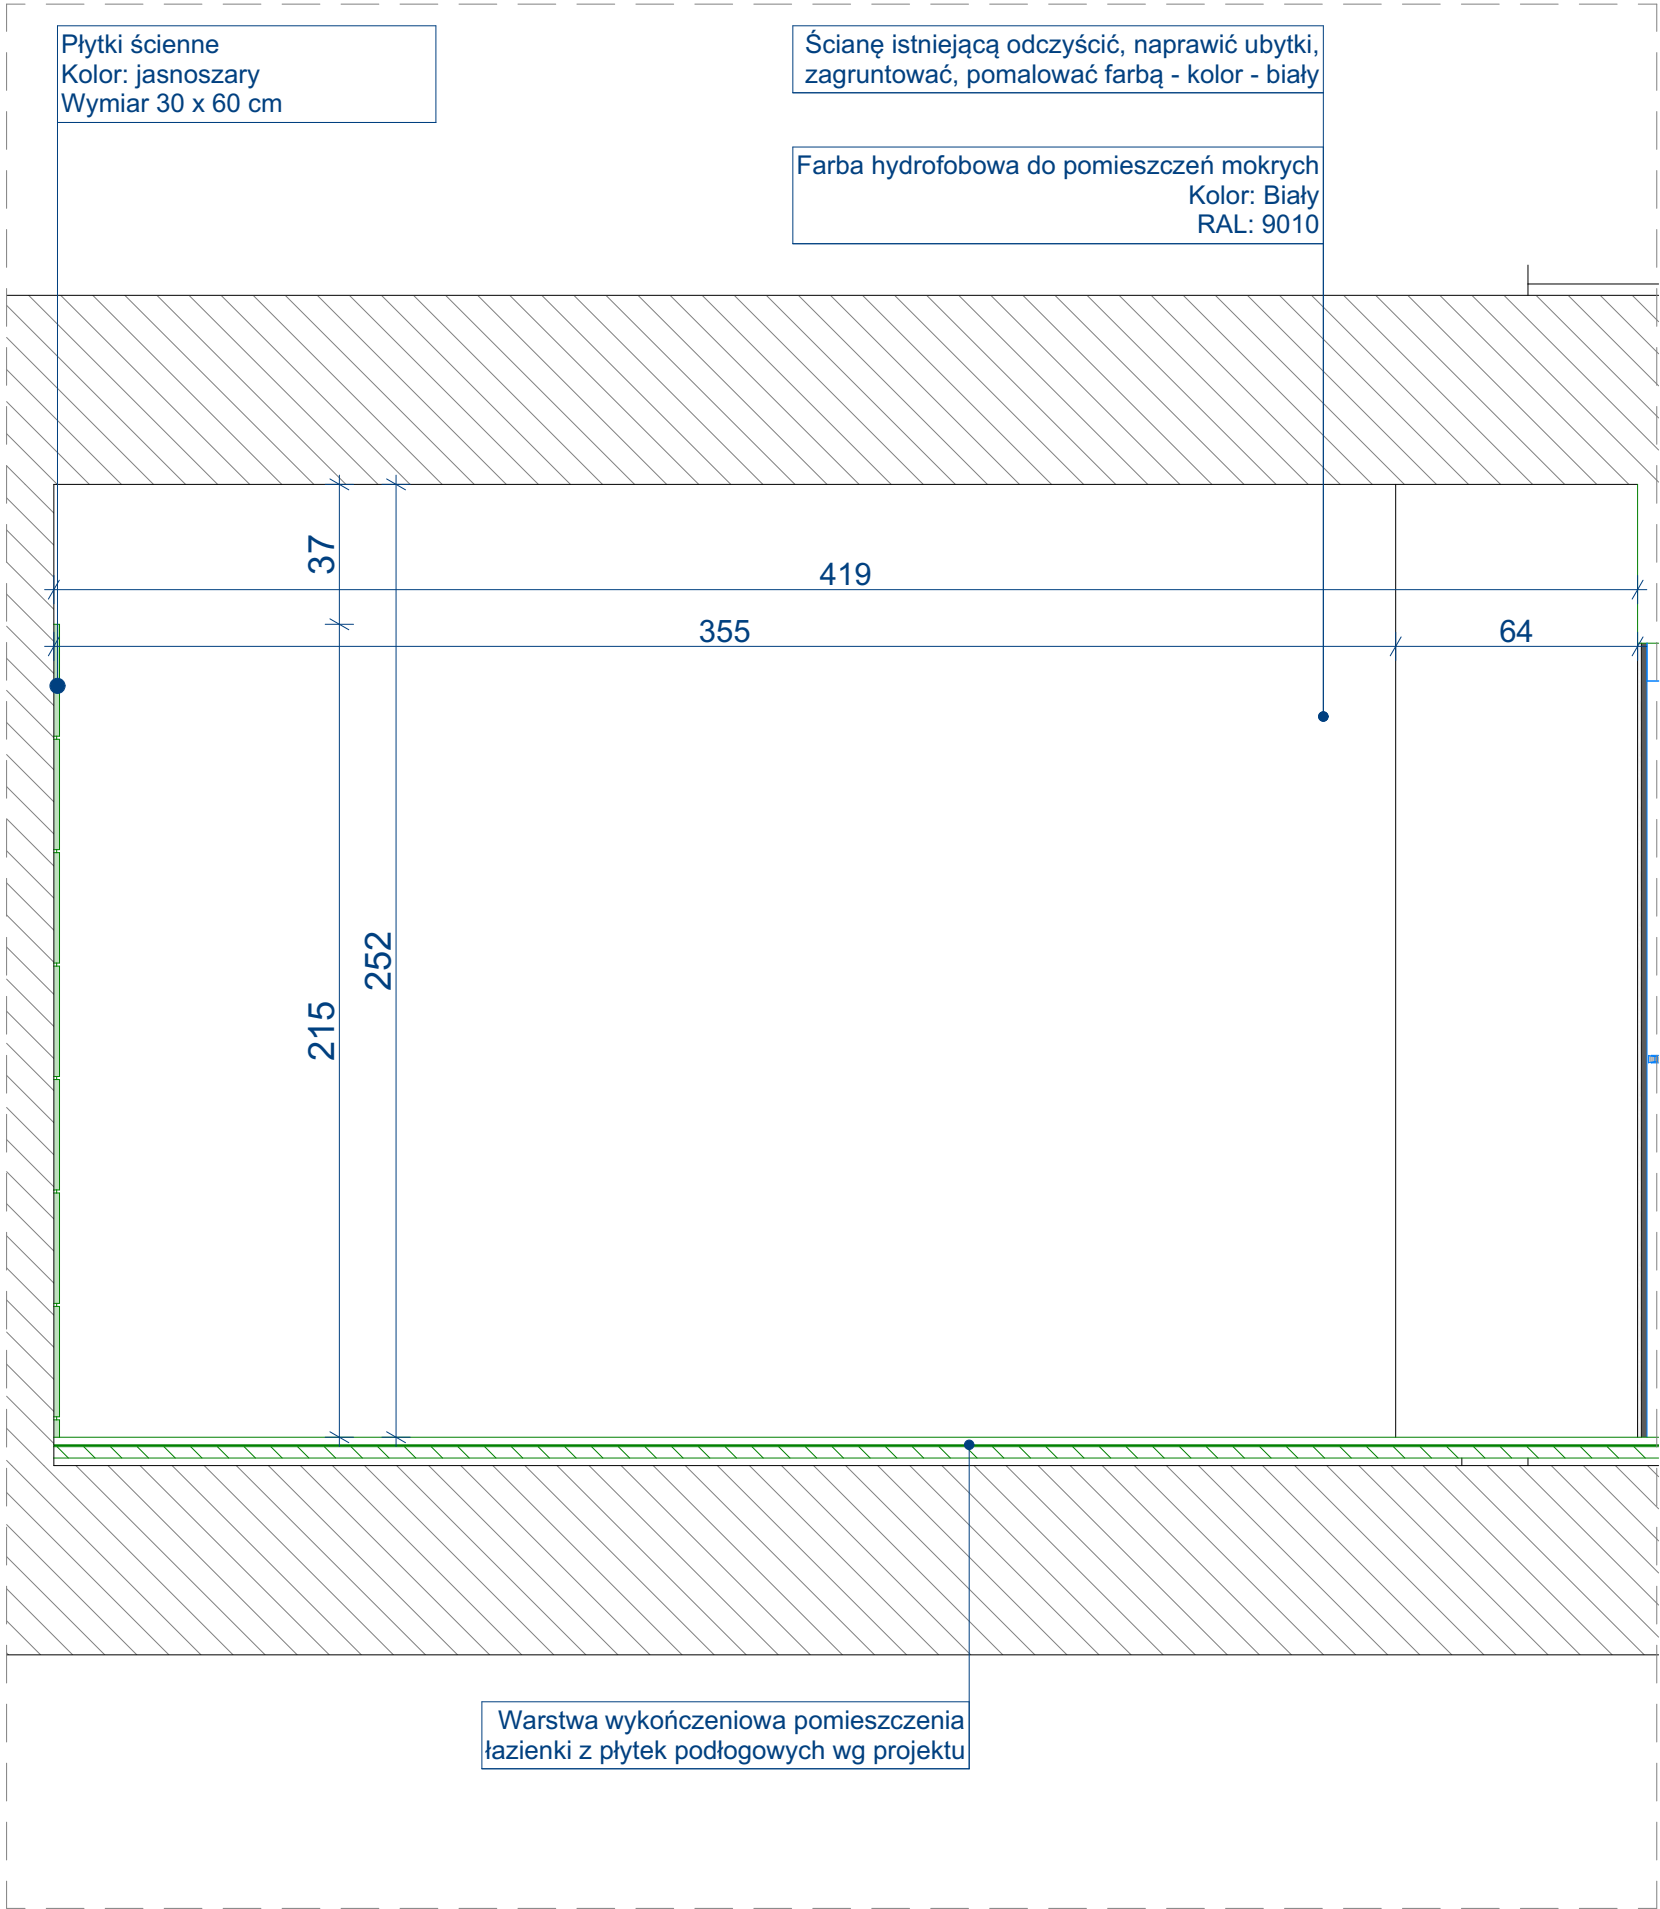 Płytki ścienne
Kolor: jasnoszary
Wymiar 30 x 60 cm
Ścianę istniejącą odczyścić, naprawić ubytki,
zagruntować, pomalować farbą - kolor - biały
Farba hydrofobowa do pomieszczeń mokrych
Kolor: Biały
RAL: 9010
37
419
355
64
252
215
Warstwa wykończeniowa pomieszczenia
łazienki z płytek podłogowych wg projektu